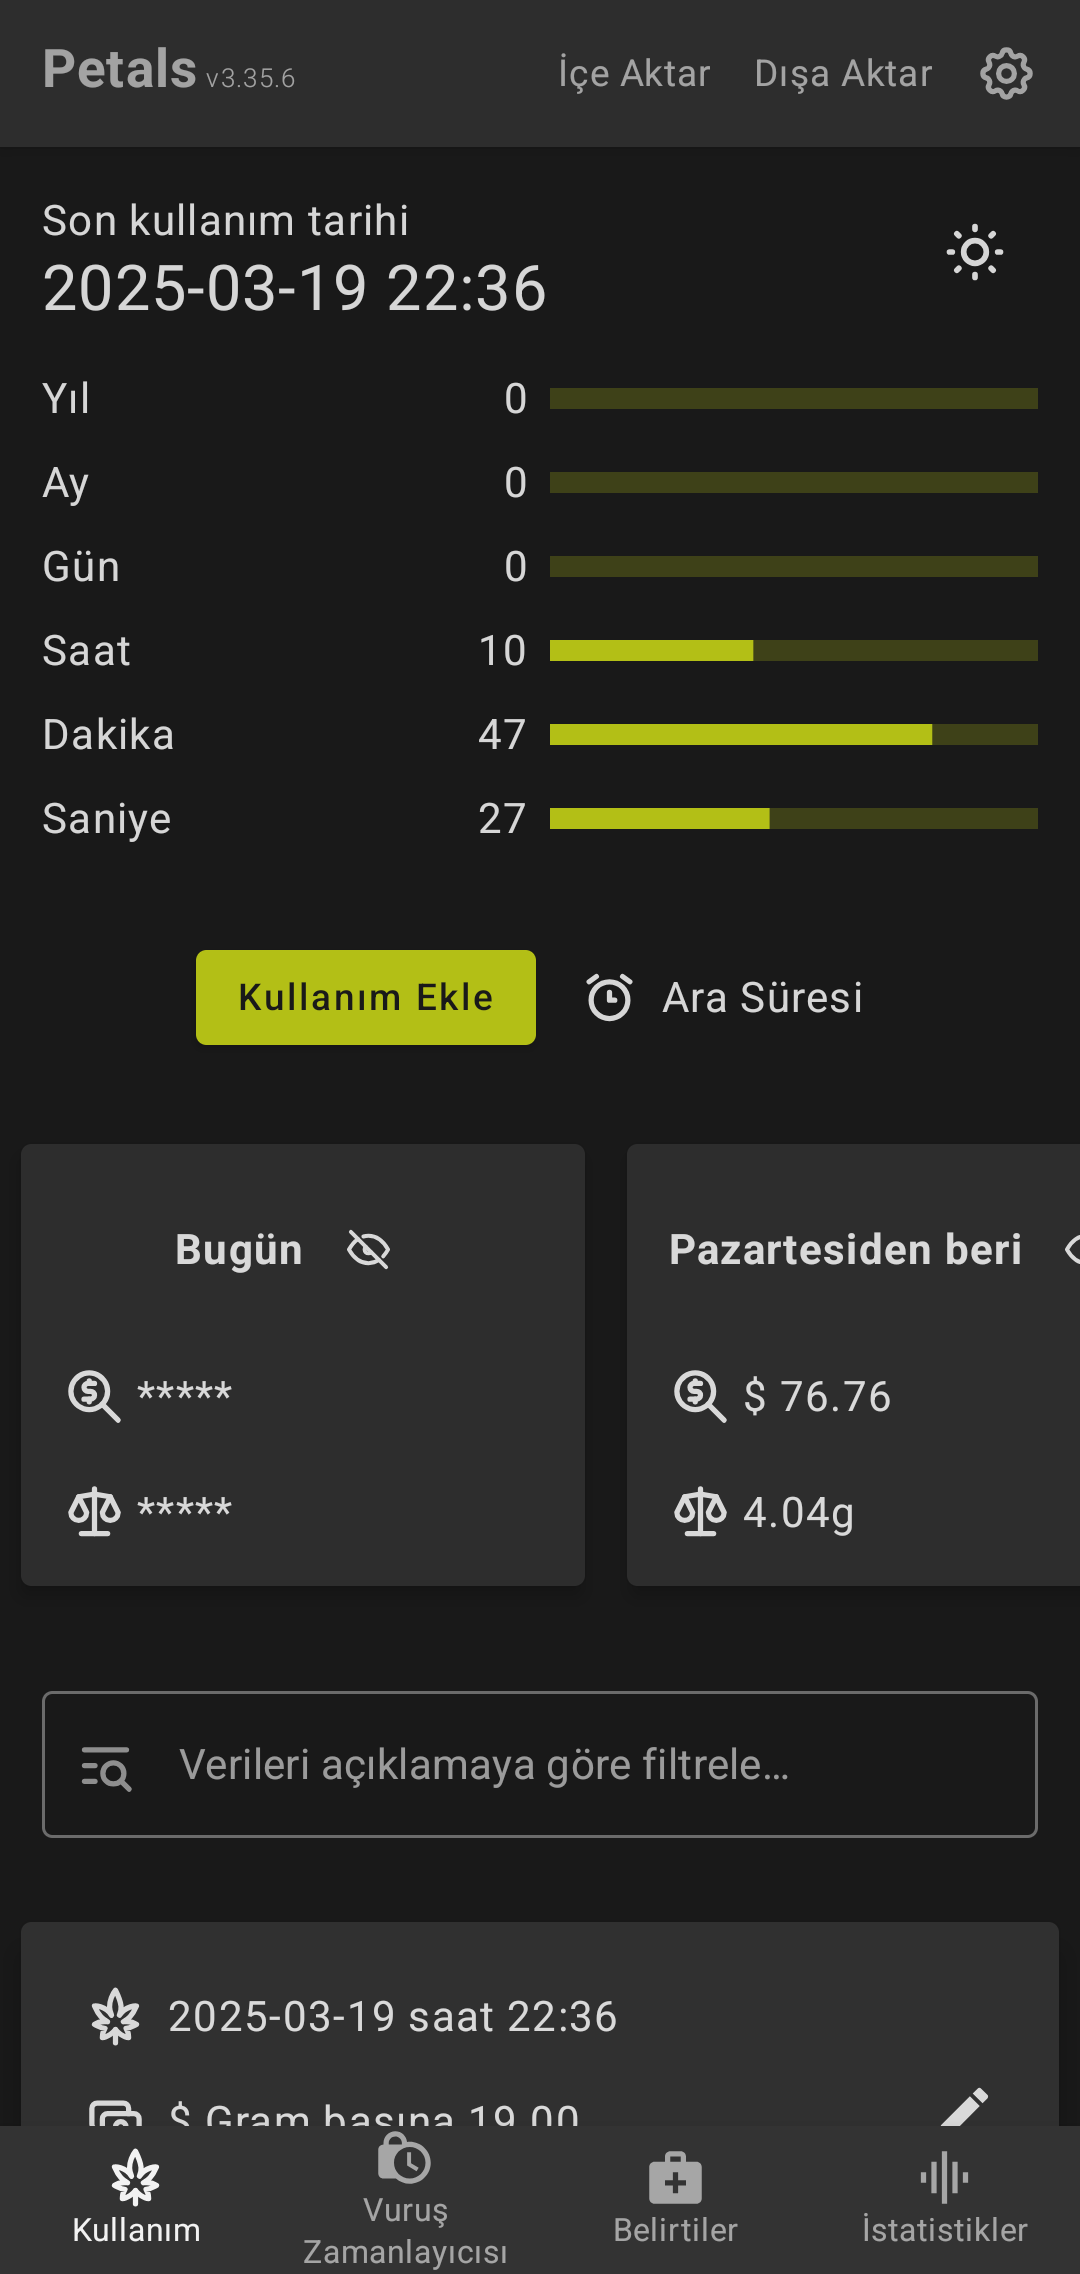 Petals v3.35.6
İçe Aktar
Dışa Aktar
Son kullanım tarihi
2025-03-19 22:36
Yıl 0
Ay 0
Gün 0
Saat 10
Dakika 47
Saniye 27
Kullanım Ekle
Ara Süresi
Bugün
*****
*****
Pazartesiden beri
$ 76.76
4.04g
Verileri açıklamaya göre filtrele...
2025-03-19 saat 22:36
$ Gram başına 19.00
Kullanım
Vuruş
Zamanlayıcısı
Belirtiler
İstatistikler